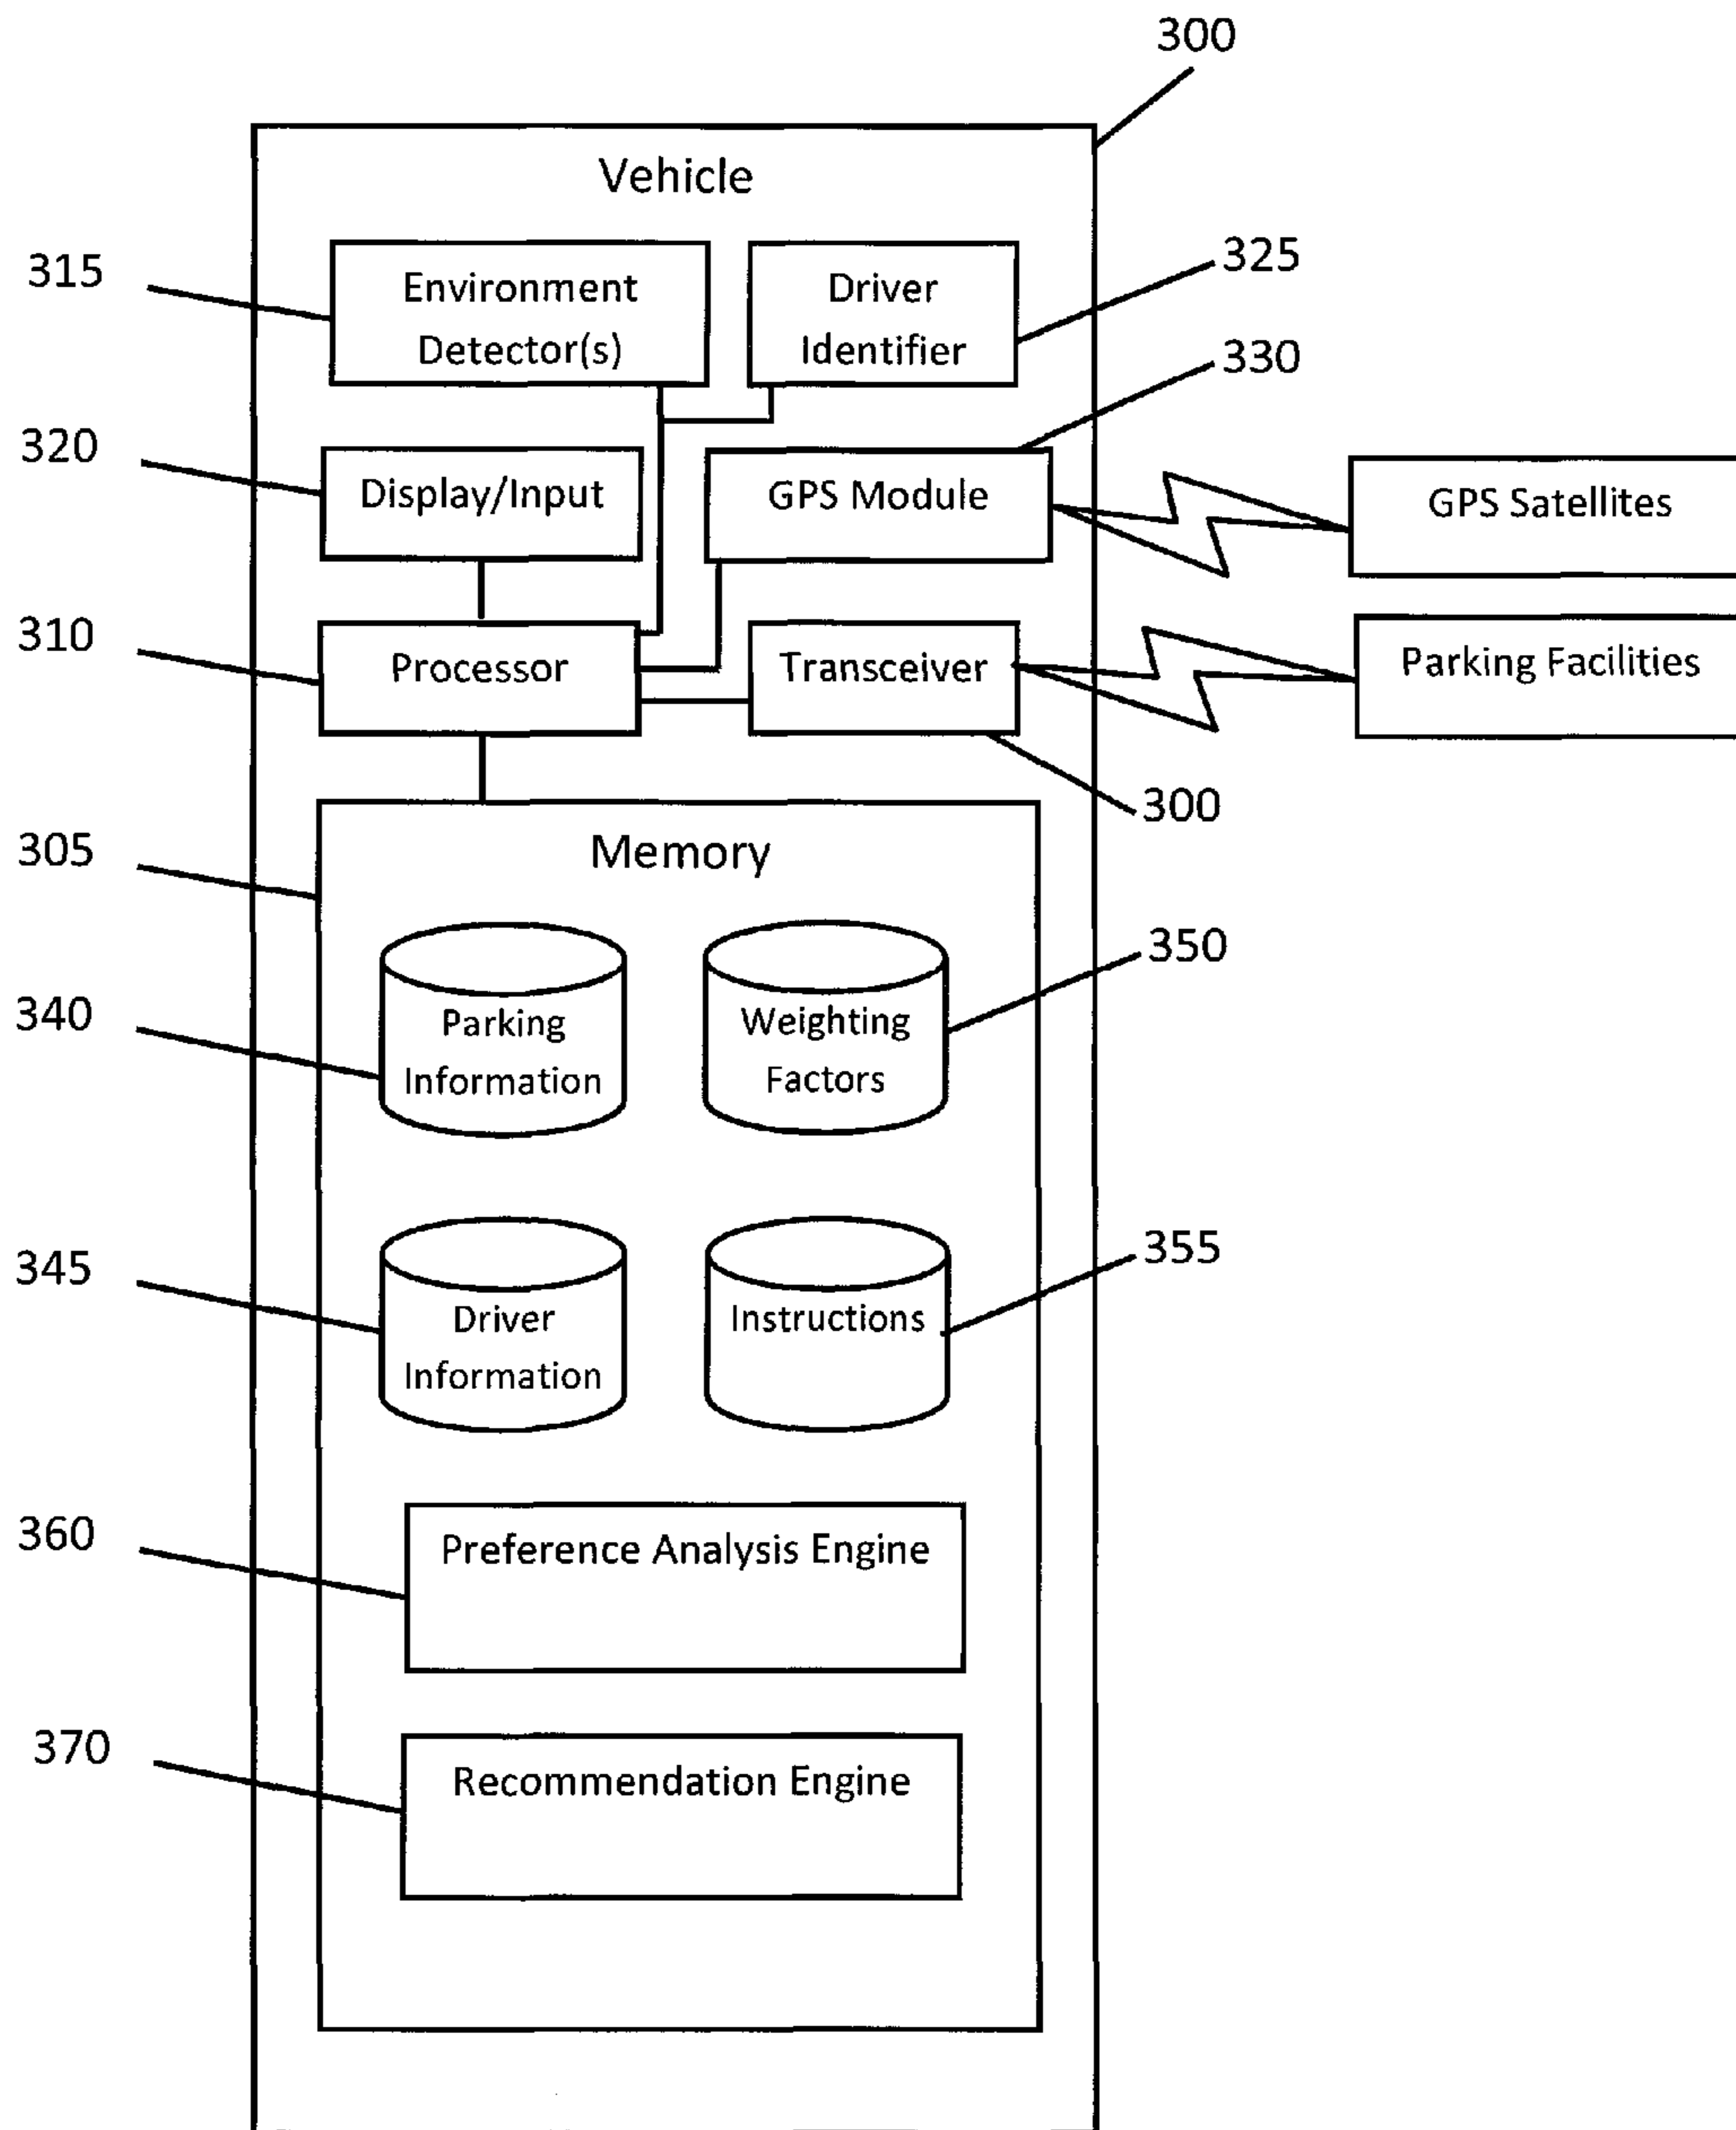 300
Vehicle
315
Environment
Detector(s)
Driver
Identifier
325
330
320
Display/Input
GPS Module
GPS Satellites
310
Processor
Transceiver
Parking Facilities
300
305
Memory
340
Parking
Information
Weighting
Factors
350
345
Driver
Information
Instructions
355
360
Preference Analysis Engine
370
Recommendation Engine